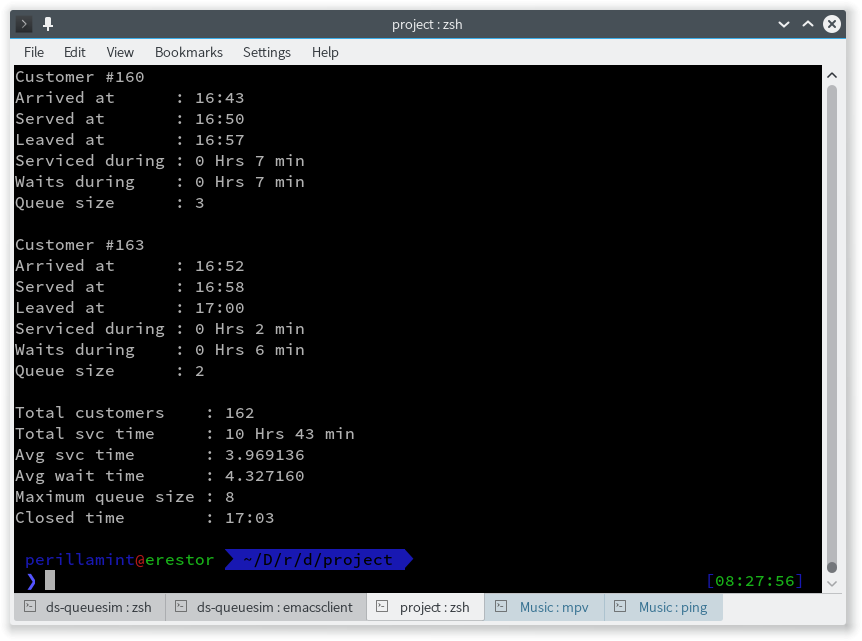 project : zsh
File Edit View Bookmarks Settings Help
Customer #160
Arrived at : 16:43
Served at : 16:50
Leaved at : 16:57
Serviced during : 0 Hrs 7 min
Waits during : 0 Hrs 7 min
Queue size : 3
Customer #163
Arrived at : 16:52
Served at : 16:58
Leaved at : 17:00
Serviced during : 0 Hrs 2 min
Waits during : 0 Hrs 6 min
Queue size : 2
Total customers : 162
Total svc time : 10 Hrs 43 min
Avg svc time : 3.969136
Avg wait time : 4.327160
Maximum queue size : 8
Closed time : 17:03
perillamint@erestor ~/D/r/d/project
❯ [08:27:56]
ds-queuesim : zsh ds-queuesim : emacsclient project : zsh Music : mpv Music : ping